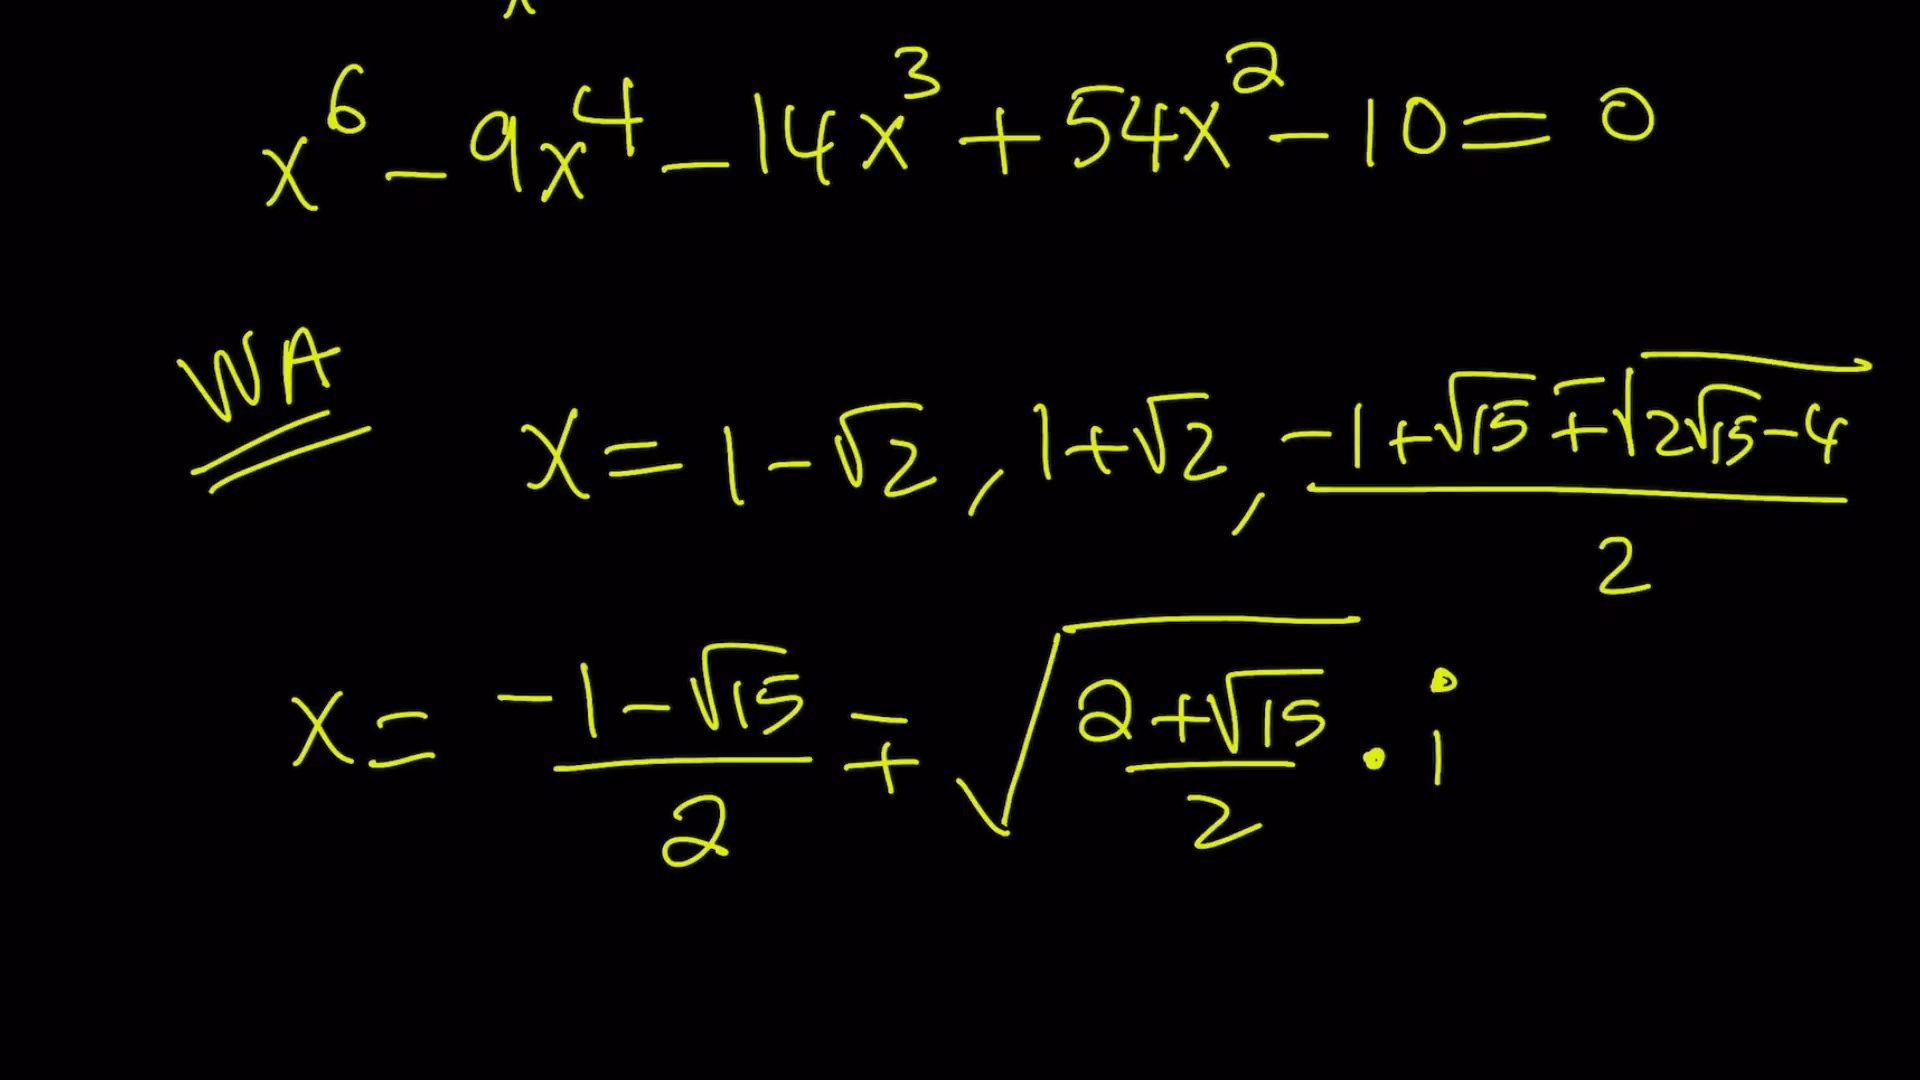 x
x⁶ - 9x⁴ - 14x³ + 54x² - 10 = 0
WA
x = 1 - √2, 1 + √2, (-1 + √15 ∓ √(2√15 - 4))/2
x = (-1 - √15)/2 ∓ √((2 + √15)/2) · i